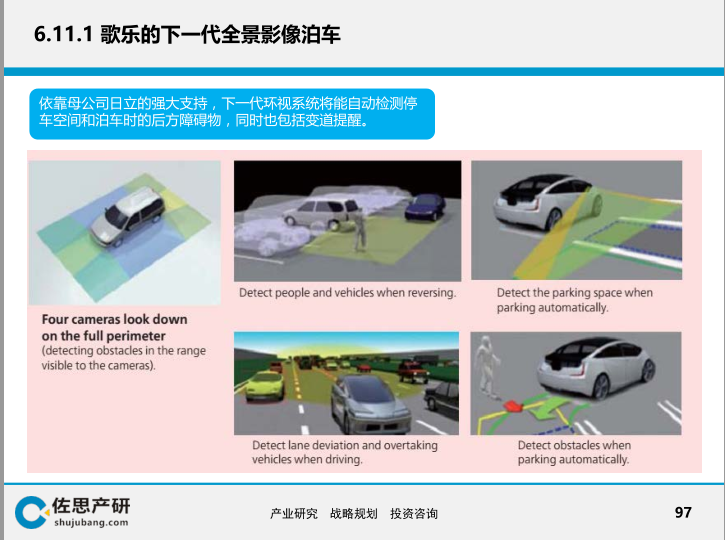 6.11.1 歌乐的下一代全景影像泊车
依靠母公司日立的强大支持，下一代环视系统将能自动检测停
车空间和泊车时的后方障碍物，同时也包括变道提醒。
Four cameras look down
on the full perimeter
(detecting obstacles in the range
visible to the cameras).
Detect people and vehicles when reversing.
Detect the parking space when
parking automatically.
Detect lane deviation and overtaking
vehicles when driving.
Detect obstacles when
parking automatically.
佐思产研
shujubang.com
产业研究 战略规划 投资咨询
97